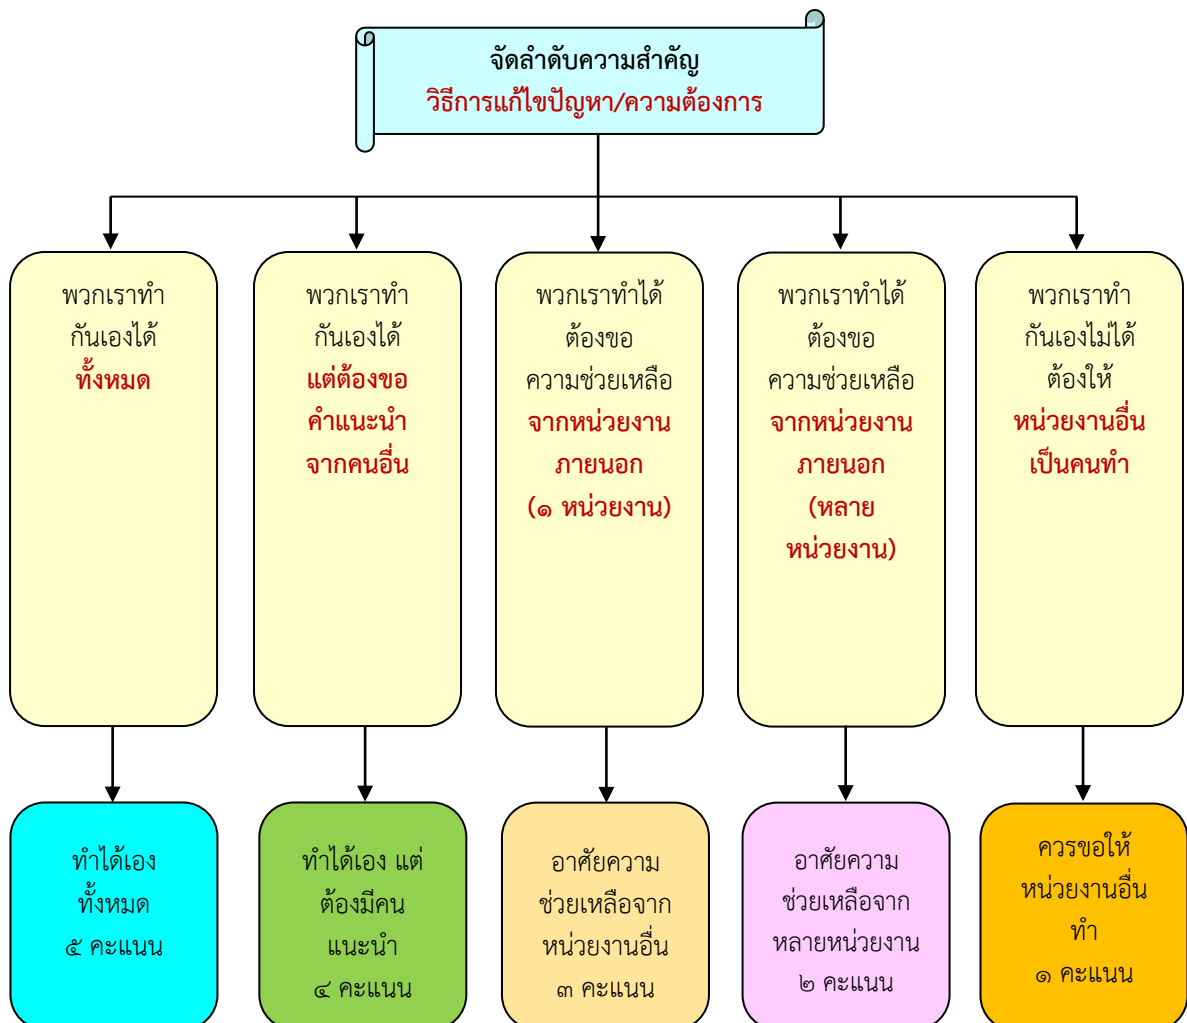 จัดลำดับความสำคัญ
วิธีการแก้ไขปัญหา/ความต้องการ
พวกเราทำ
กันเองได้
ทั้งหมด
พวกเราทำ
กันเองได้
แต่ต้องขอ
คำแนะนำ
จากคนอื่น
พวกเราทำได้
ต้องขอ
ความช่วยเหลือ
จากหน่วยงาน
ภายนอก
(๑ หน่วยงาน)
พวกเราทำได้
ต้องขอ
ความช่วยเหลือ
จากหน่วยงาน
ภายนอก
(หลาย
หน่วยงาน)
พวกเราทำ
กันเองไม่ได้
ต้องให้
หน่วยงานอื่น
เป็นคนทำ
ทำได้เอง
ทั้งหมด
๕ คะแนน
ทำได้เอง แต่
ต้องมีคน
แนะนำ
๔ คะแนน
อาศัยความ
ช่วยเหลือจาก
หน่วยงานอื่น
๓ คะแนน
อาศัยความ
ช่วยเหลือจาก
หลายหน่วยงาน
๒ คะแนน
ควรขอให้
หน่วยงานอื่น
ทำ
๑ คะแนน